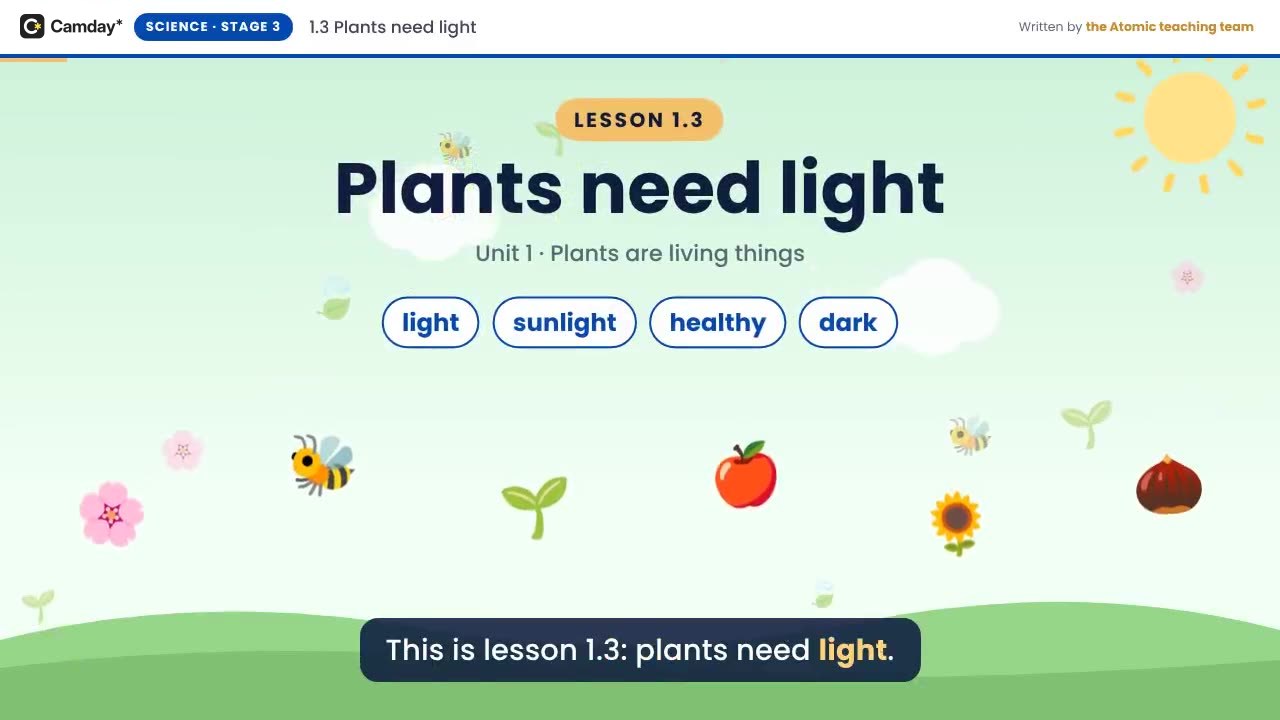 Camday* SCIENCE · STAGE 3 1.3 Plants need light Written by the Atomic teaching team
LESSON 1.3
Plants need light
Unit 1 · Plants are living things
light sunlight healthy dark
This is lesson 1.3: plants need light.